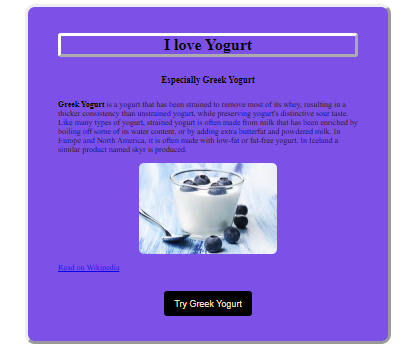 I love Yogurt
Especially Greek Yogurt
Greek Yogurt is a yogurt that has been strained to remove most of its whey, resulting in a
thicker consistency than unstrained yogurt, while preserving yogurt's distinctive sour taste.
Like many types of yogurt, strained yogurt is often made from milk that has been enriched by
boiling off some of its water content, or by adding extra butterfat and powdered milk. In
Europe and North America, it is often made with low-fat or fat-free yogurt. In Iceland a
similar product named skyr is produced.
Read on Wikipedia
Try Greek Yogurt